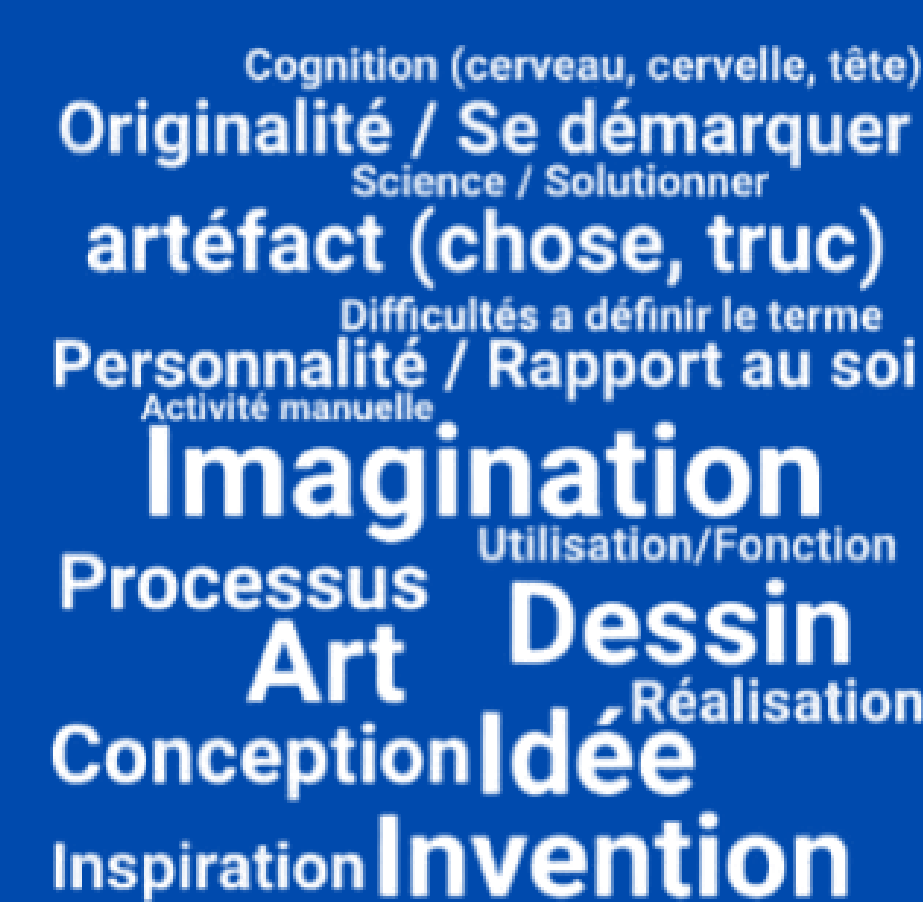 Cognition (cerveau, cervelle, tête)
Originalité / Se démarquer
Science / Solutionner
artéfact (chose, truc)
Difficultés a définir le terme
Personnalité / Rapport au soi
Activité manuelle
Imagination
Utilisation/Fonction
Processus
Dessin
Art
Réalisation
Conception
Idée
Inspiration
Invention